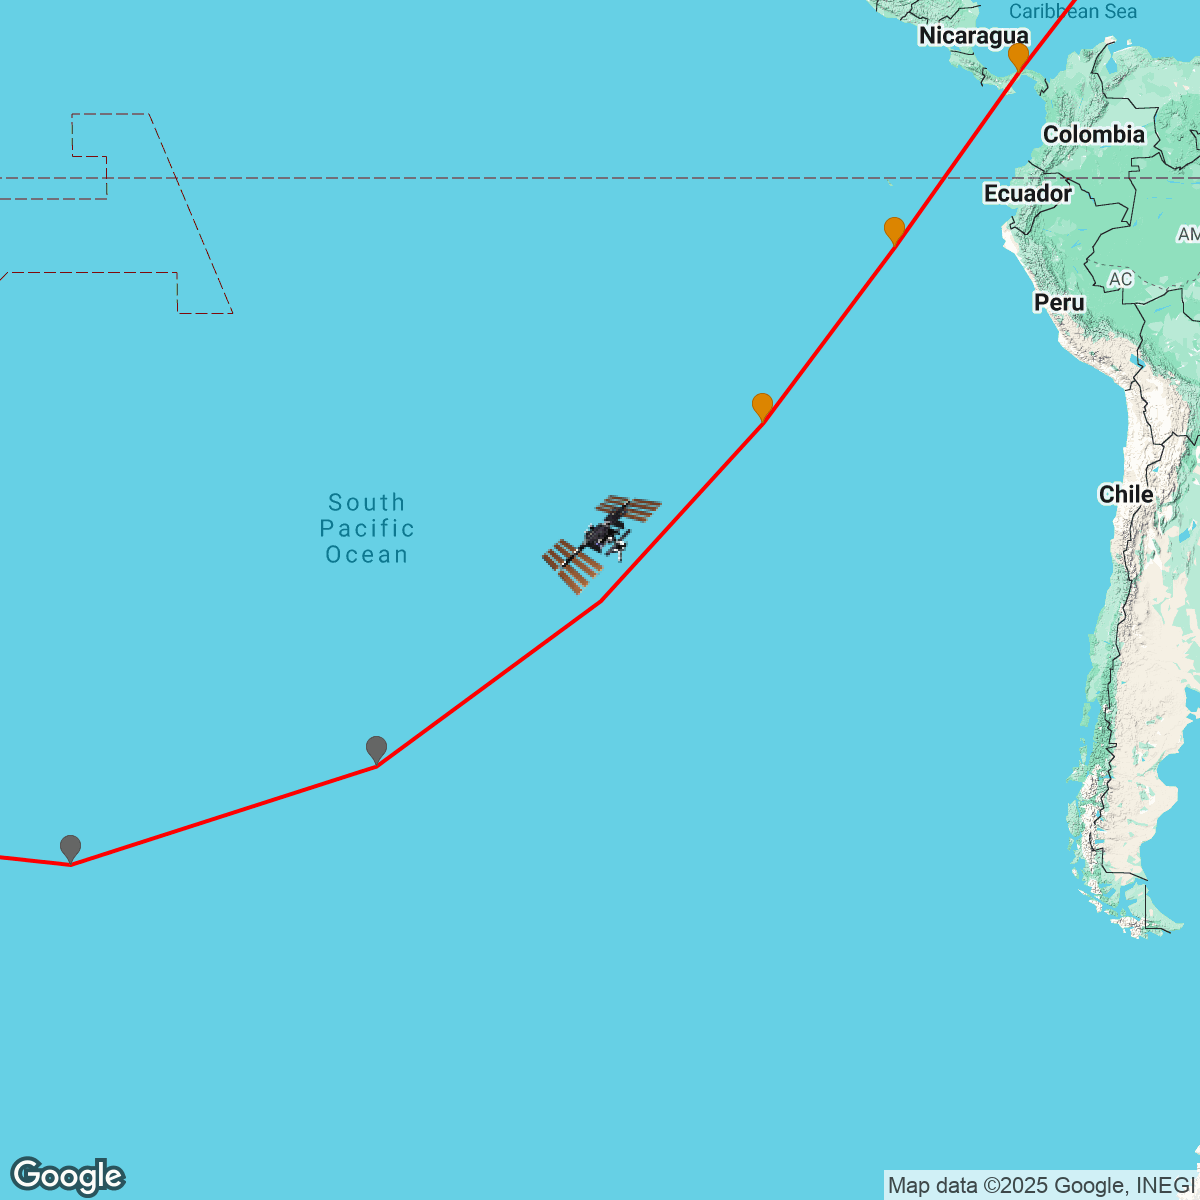 Caribbean Sea
Nicaragua
Colombia
Ecuador
AM
AC
Peru
Chile
South
Pacific
Ocean
Google
Map data ©2025 Google, INEGI